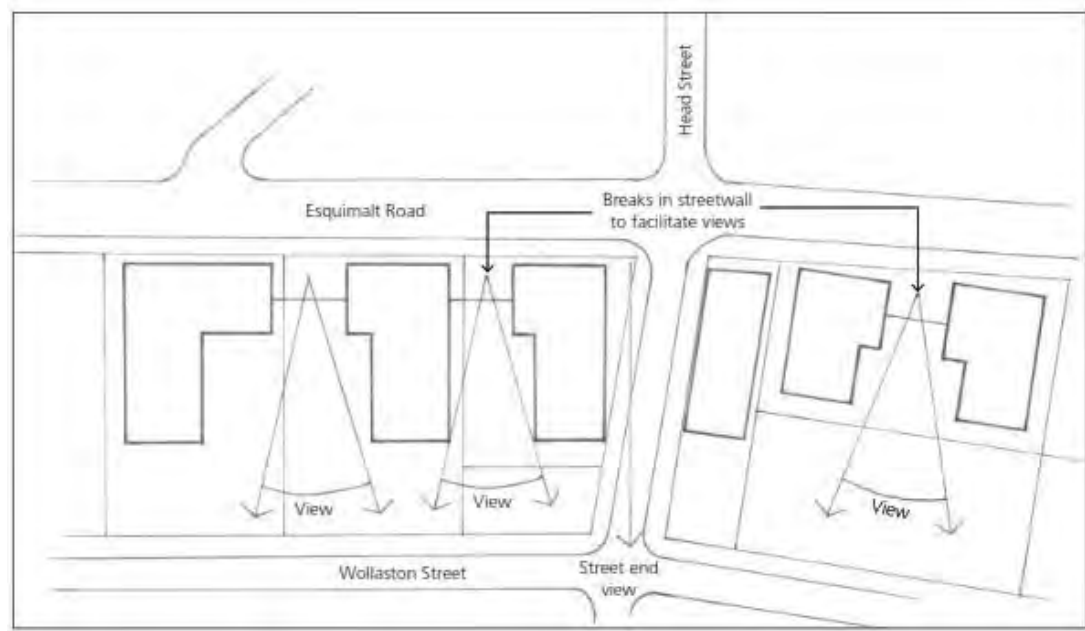 Head Street
Breaks in streetwall
to facilitate views
Esquimalt Road
View
View
View
Wollaston Street
Street end
view